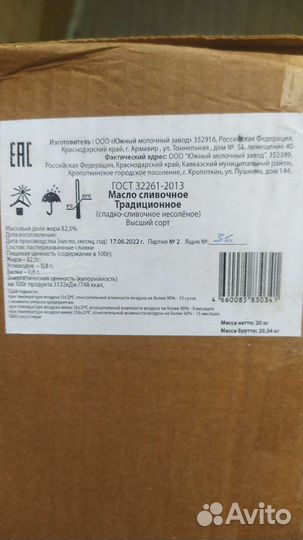 Изготовитель: ООО «Южный молочный завод» 352916, Российская Федерация,
Краснодарский край, г. Армавир, ул. Тоннельная, дом № 51, помещение 40
Фактический адрес: ООО "Южный молочный завод", 352389,
Российская Федерация, Краснодарский край, Кавказский муниципальный район,
Кропоткинское городское поселение, г. Кропоткин, ул. Пушкина, дом 144.
EAC
ГОСТ 32261-2013
Масло сливочное
Традиционное
(сладко-сливочное несолёное)
Высший сорт
Массовая доля жира 82,5%
Дата изготовления:
Дата производства (число, месяц, год) 17.06.2022 г. Партия № 2 Ящик № 36
Пищевая ценность (содержание в 100г):
Жира – 82,5г;
Углеводов – 0,8 г;
Белка – 0,6 г.
Энергетическая ценность (калорийность)
на 100г продукта 3132кДж/748 ккал.
Состав: пастеризованные сливки
4 660085 830341
Масса нетто: 20 кг
Масса брутто: 20.34 кг
Avito